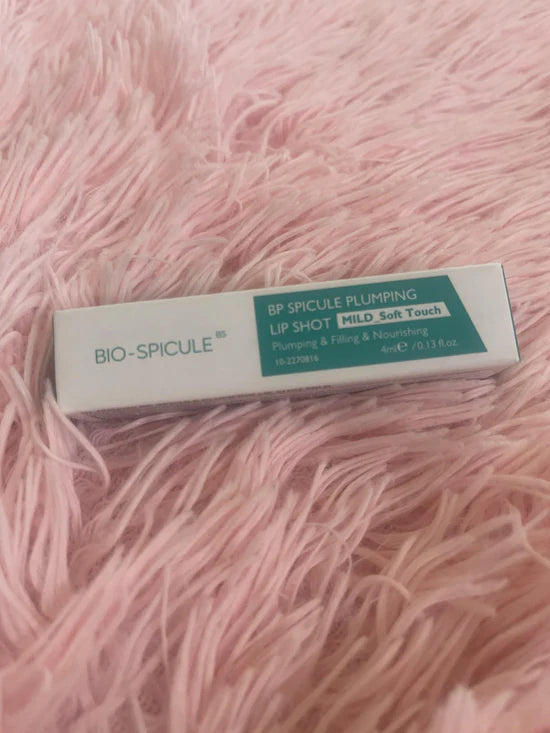 BIO-SPICULE BS
BP SPICULE PLUMPING
LIP SHOT MILD_Soft Touch
Plumping & Filling & Nourishing
10-2270816
4ml℮ / 0.13 fl.oz.